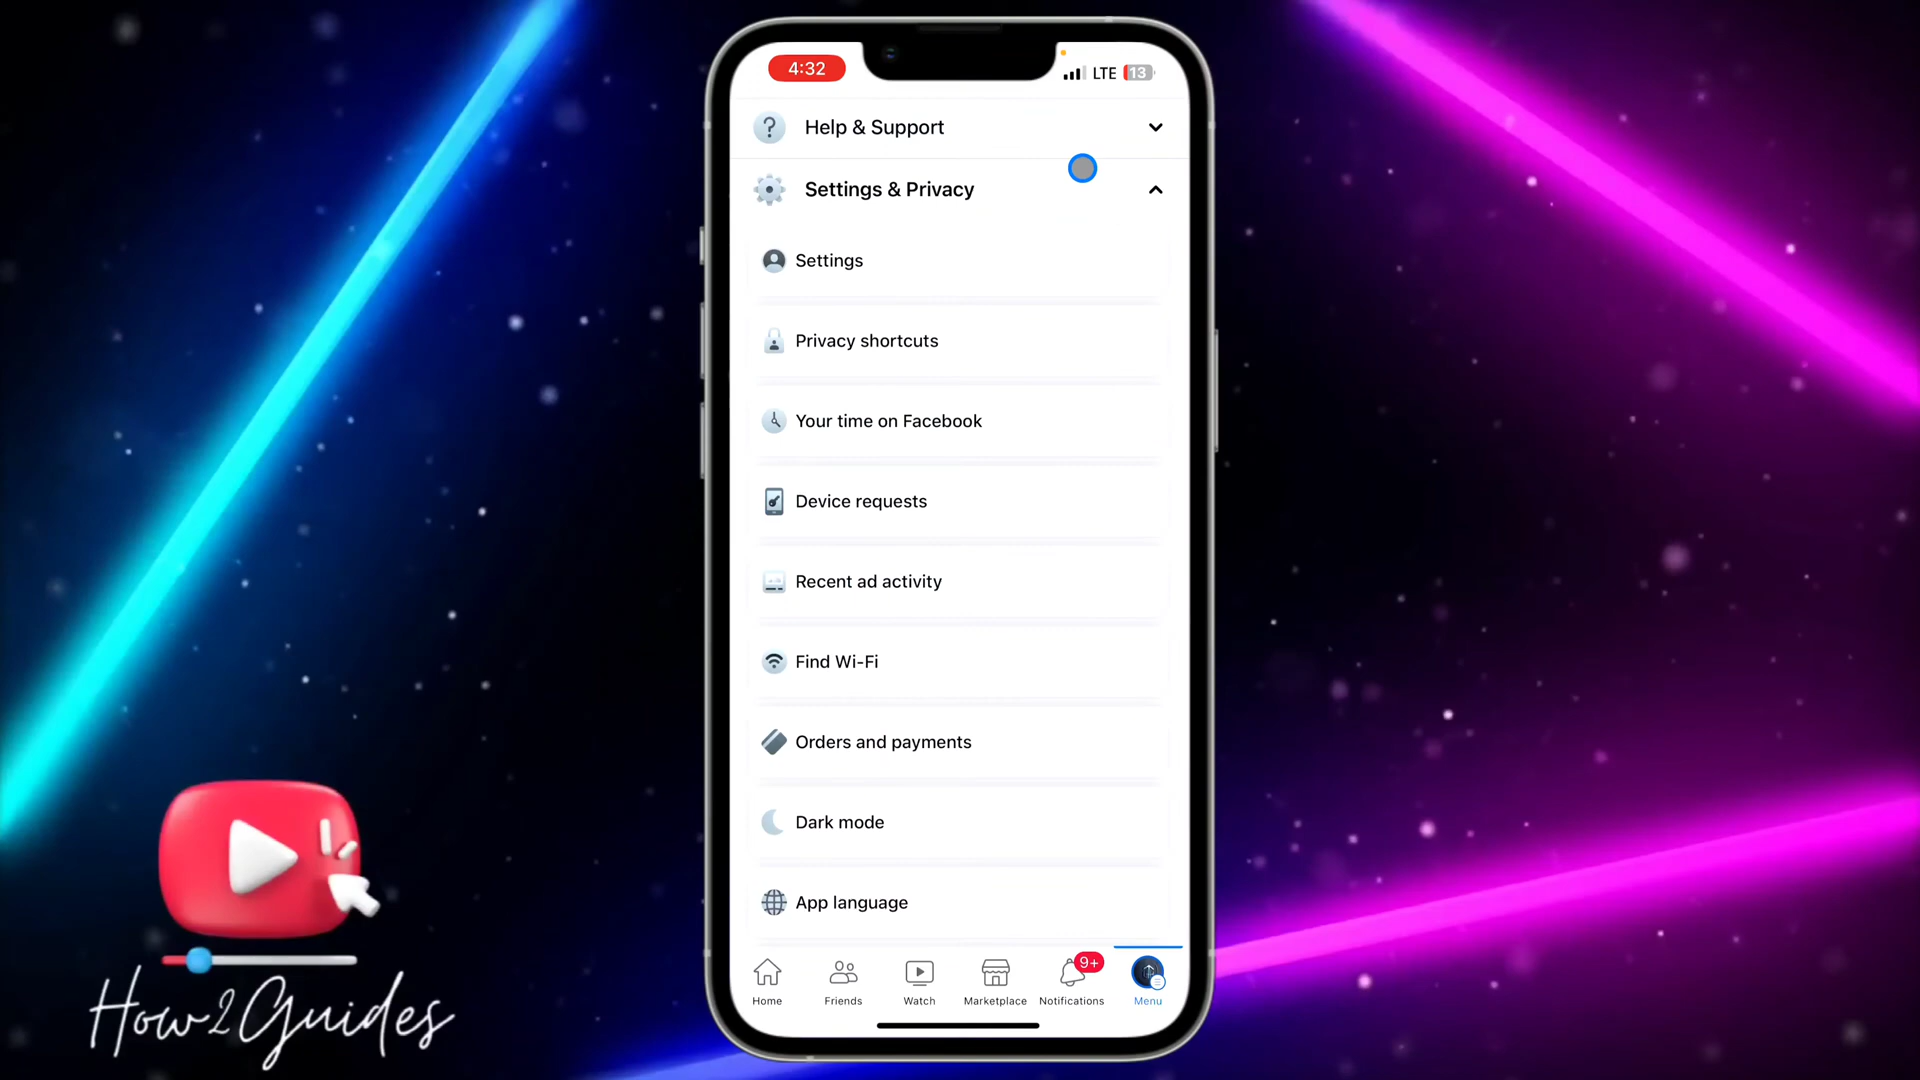 4:32
LTE 13
Help & Support
Settings & Privacy
Settings
Privacy shortcuts
Your time on Facebook
Device requests
Recent ad activity
Find Wi-Fi
Orders and payments
Dark mode
App language
9+
Home Friends Watch Marketplace Notifications Menu
How2Guides